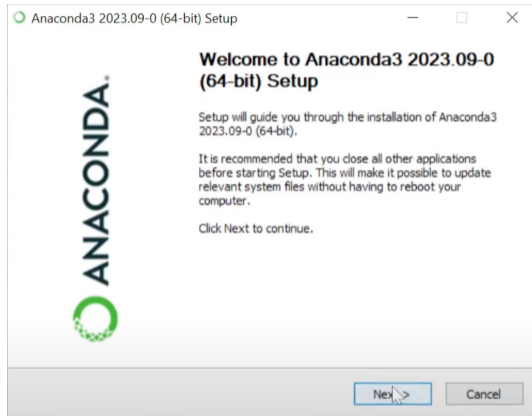 Anaconda3 2023.09-0 (64-bit) Setup
Welcome to Anaconda3 2023.09-0
(64-bit) Setup
Setup will guide you through the installation of Anaconda3
2023.09-0 (64-bit).
It is recommended that you close all other applications
before starting Setup. This will make it possible to update
relevant system files without having to reboot your
computer.
Click Next to continue.
ANACONDA.
Next >
Cancel